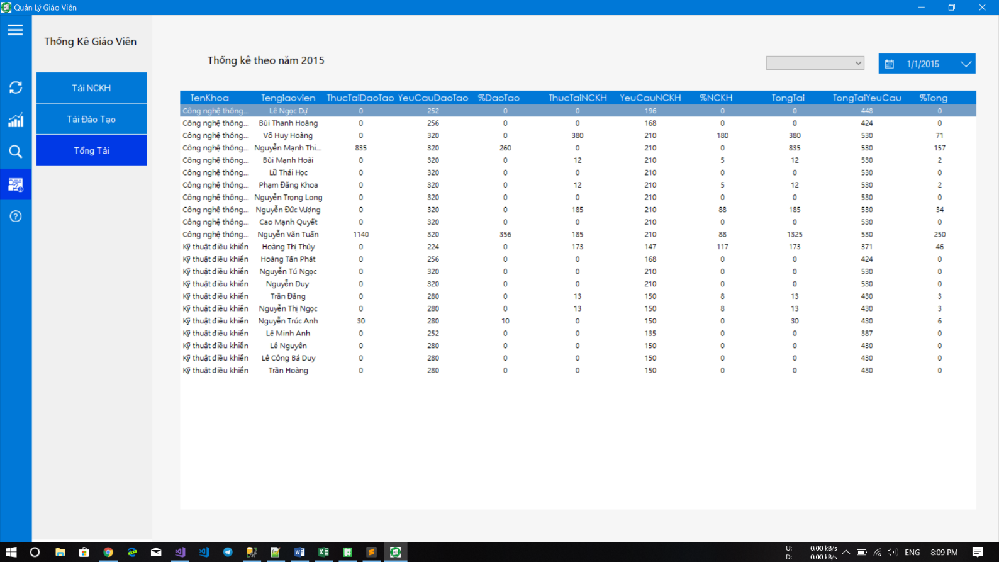 Quản Lý Giáo Viên
Thống Kê Giáo Viên
Tải NCKH
Tải Đào Tạo
Tổng Tải
Thống kê theo năm 2015
1/1/2015
TenKhoa Tengiaovien ThucTaiDaoTao YeuCauDaoTao %DaoTao ThucTaiNCKH YeuCauNCKH %NCKH TongTai TongTaiYeuCau %Tong
Công nghệ thông... Lê Ngọc Dự 0 252 0 0 196 0 0 448 0
Công nghệ thông... Bùi Thanh Hoàng 0 256 0 0 168 0 0 424 0
Công nghệ thông... Võ Huy Hoàng 0 320 0 380 210 180 380 530 71
Công nghệ thông... Nguyễn Mạnh Thi... 835 320 260 0 210 0 835 530 157
Công nghệ thông... Bùi Mạnh Hoài 0 320 0 12 210 5 12 530 2
Công nghệ thông... Lữ Thái Học 0 320 0 0 210 0 0 530 0
Công nghệ thông... Phạm Đăng Khoa 0 320 0 12 210 5 12 530 2
Công nghệ thông... Nguyễn Trọng Long 0 320 0 0 210 0 0 530 0
Công nghệ thông... Nguyễn Đức Vượng 0 320 0 185 210 88 185 530 34
Công nghệ thông... Cao Mạnh Quyết 0 320 0 0 210 0 0 530 0
Công nghệ thông... Nguyễn Văn Tuấn 1140 320 356 185 210 88 1325 530 250
Kỹ thuật điều khiển Hoàng Thị Thủy 0 224 0 173 147 117 173 371 46
Kỹ thuật điều khiển Hoàng Tấn Phát 0 256 0 0 168 0 0 424 0
Kỹ thuật điều khiển Nguyễn Tú Ngọc 0 320 0 0 210 0 0 530 0
Kỹ thuật điều khiển Nguyễn Duy 0 320 0 0 210 0 0 530 0
Kỹ thuật điều khiển Trần Đăng 0 280 0 13 150 8 13 430 3
Kỹ thuật điều khiển Nguyễn Thị Ngọc 0 280 0 13 150 8 13 430 3
Kỹ thuật điều khiển Nguyễn Trúc Anh 30 280 10 0 150 0 30 430 6
Kỹ thuật điều khiển Lê Minh Anh 0 252 0 0 135 0 0 387 0
Kỹ thuật điều khiển Lê Nguyên 0 280 0 0 150 0 0 430 0
Kỹ thuật điều khiển Lê Công Bá Duy 0 280 0 0 150 0 0 430 0
Kỹ thuật điều khiển Trần Hoàng 0 280 0 0 150 0 0 430 0
U: 0.00 kB/s
D: 0.00 kB/s
ENG 8:09 PM